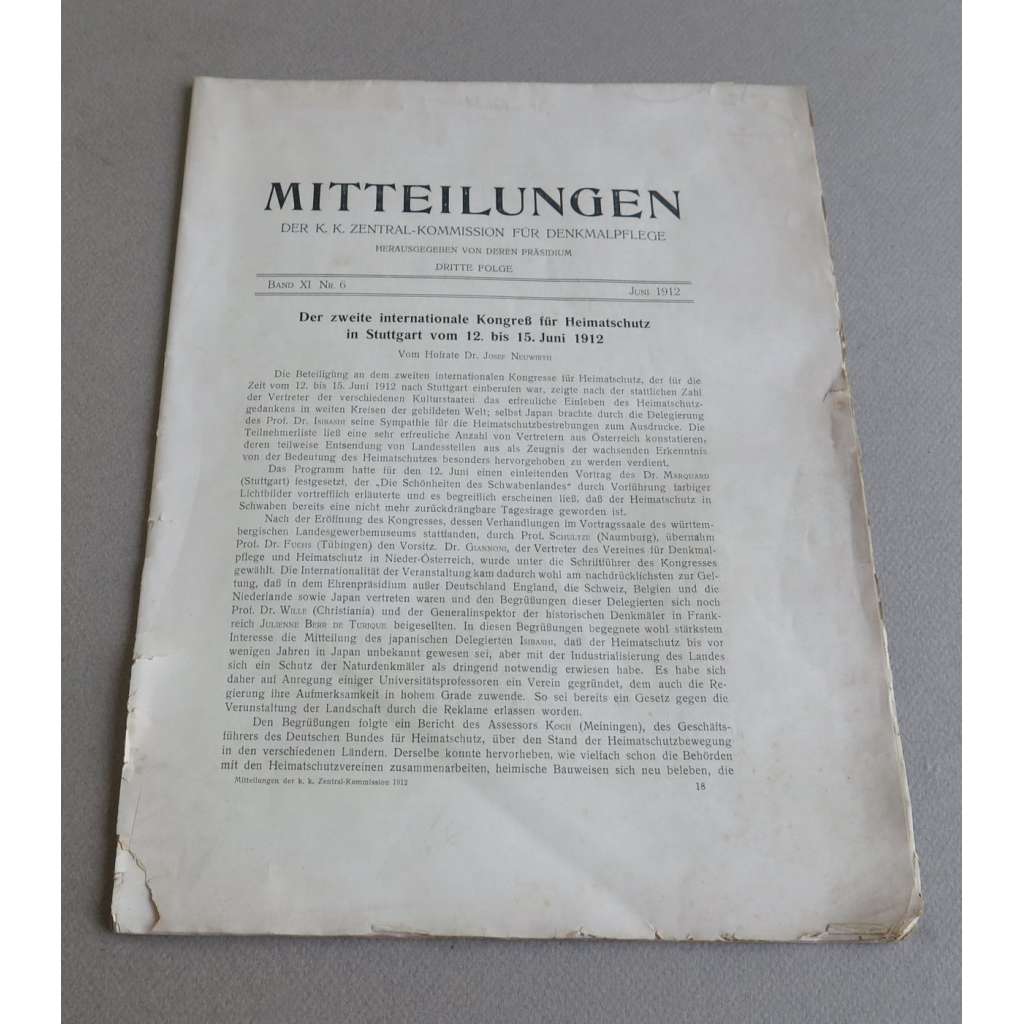 MITTEILUNGEN
DER K. K. ZENTRAL-KOMMISSION FÜR DENKMALPFLEGE
HERAUSGEGEBEN VON DEREN PRÄSIDIUM
DRITTE FOLGE
BAND XI NR. 6 JUNI 1912
Der zweite internationale Kongreß für Heimatschutz
in Stuttgart vom 12. bis 15. Juni 1912
Vom Hofrate Dr. JOSEF NEUWIRTH
Die Beteiligung an dem zweiten internationalen Kongresse für Heimatschutz, der für die
Zeit vom 12. bis 15. Juni 1912 nach Stuttgart einberufen war, zeigte nach der stattlichen Zahl
der Vertreter der verschiedenen Kulturstaaten das erfreuliche Einleben des Heimatschutz-
gedankens in weiten Kreisen der gebildeten Welt; selbst Japan brachte durch die Delegierung
des Prof. Dr. ISIBASHI seine Sympathie für die Heimatschutzbestrebungen zum Ausdrucke. Die
Teilnehmerliste ließ eine sehr erfreuliche Anzahl von Vertretern aus Österreich konstatieren,
deren teilweise Entsendung von Landesstellen aus als Zeugnis der wachsenden Erkenntnis
von der Bedeutung des Heimatschutzes besonders hervorgehoben zu werden verdient.
Das Programm hatte für den 12. Juni einen einleitenden Vortrag des Dr. MARQUARD
(Stuttgart) festgesetzt, der „Die Schönheiten des Schwabenlandes“ durch Vorführung farbiger
Lichtbilder vortrefflich erläuterte und es begreiflich erscheinen ließ, daß der Heimatschutz in
Schwaben bereits eine nicht mehr zurückdrängbare Tagesfrage geworden ist.
Nach der Eröffnung des Kongresses, dessen Verhandlungen im Vortragssaale des württem-
bergischen Landesgewerbemuseums stattfanden, durch Prof. SCHULTZE (Naumburg), übernahm
Prof. Dr. FUCHS (Tübingen) den Vorsitz. Dr. GIANNONI, der Vertreter des Vereines für Denkmal-
pflege und Heimatschutz in Nieder-Österreich, wurde unter die Schriftführer des Kongresses
gewählt. Die Internationalität der Veranstaltung kam dadurch wohl am nachdrücklichsten zur Gel-
tung, daß in dem Ehrenpräsidium außer Deutschland England, die Schweiz, Belgien und die
Niederlande sowie Japan vertreten waren und den Begrüßungen dieser Delegierten sich noch
Prof. Dr. WILLE (Christiania) und der Generalinspektor der historischen Denkmäler in Frank-
reich JULIENNE BERR DE TURIQUE beigesellten. In diesen Begrüßungen begegnete wohl stärkstem
Interesse die Mitteilung des japanischen Delegierten ISIBASHI, daß der Heimatschutz bis vor
wenigen Jahren in Japan unbekannt gewesen sei, aber mit der Industrialisierung des Landes
sich ein Schutz der Naturdenkmäler als dringend notwendig erwiesen habe. Es habe sich
daher auf Anregung einiger Universitätsprofessoren ein Verein gegründet, dem auch die Re-
gierung ihre Aufmerksamkeit in hohem Grade zuwende. So sei bereits ein Gesetz gegen die
Verunstaltung der Landschaft durch die Reklame erlassen worden.
Den Begrüßungen folgte ein Bericht des Assessors KOCH (Meiningen), des Geschäfts-
führers des Deutschen Bundes für Heimatschutz, über den Stand der Heimatschutzbewegung
in den verschiedenen Ländern. Derselbe konnte hervorheben, wie vielfach schon die Behörden
mit den Heimatschutzvereinen zusammenarbeiten, heimische Bauweisen sich neu beleben, die
Mitteilungen der k. k. Zentral-Kommission 1912 18